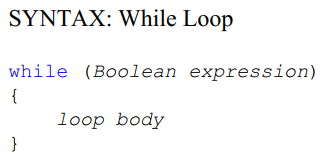 SYNTAX: While Loop
while (Boolean expression)
{
loop body
}